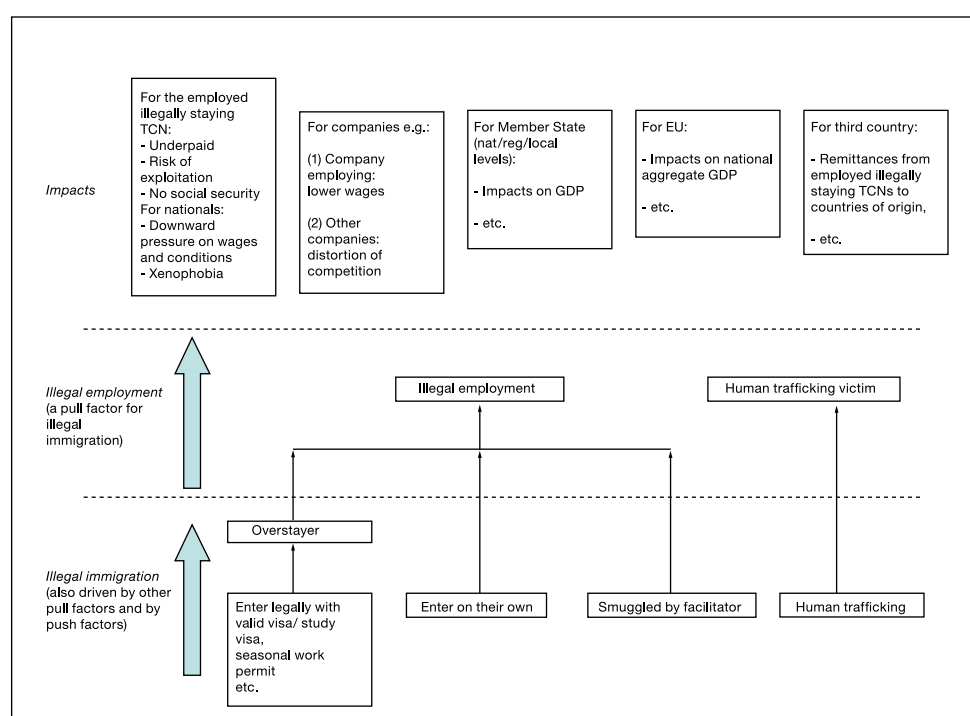 Impacts
For the employed
illegally staying
TCN:
- Underpaid
- Risk of
exploitation
- No social security
For nationals:
- Downward
pressure on wages
and conditions
- Xenophobia
For companies e.g.:
(1) Company
employing:
lower wages
(2) Other
companies:
distortion of
competition
For Member State
(nat/reg/local
levels):
- Impacts on GDP
- etc.
For EU:
- Impacts on national
aggregate GDP
- etc.
For third country:
- Remittances from
employed illegally
staying TCNs to
countries of origin,
- etc.
Illegal employment
(a pull factor for
illegal
immigration)
Illegal employment
Human trafficking victim
Illegal immigration
(also driven by other
pull factors and by
push factors)
Overstayer
Enter legally with
valid visa/ study
visa,
seasonal work
permit
etc.
Enter on their own
Smuggled by facilitator
Human trafficking